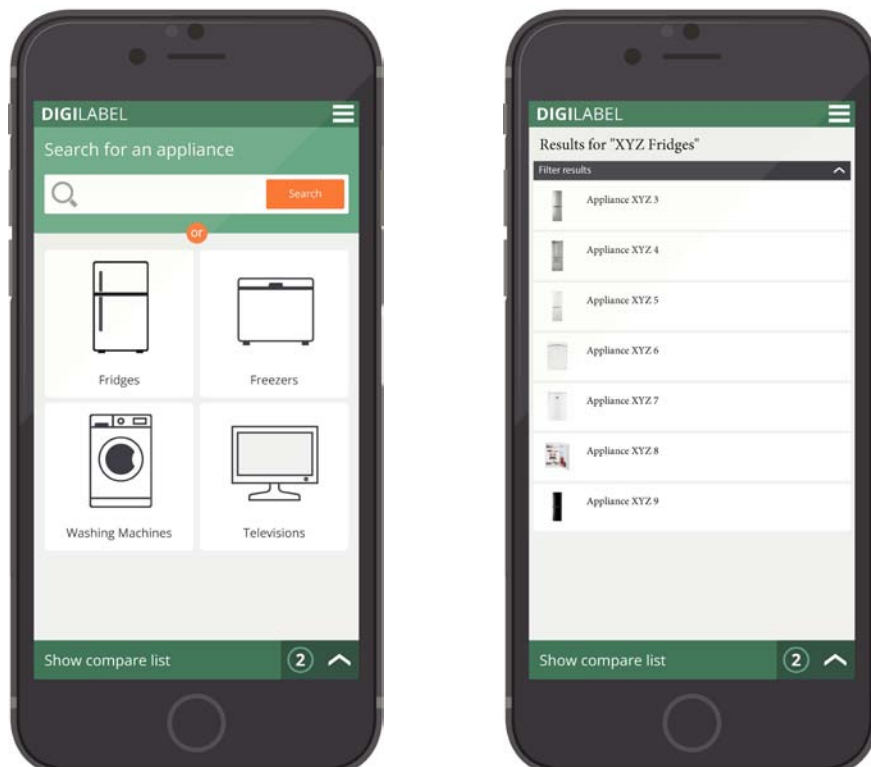 DIGILABEL
Search for an appliance
Search
or
Fridges
Freezers
Washing Machines
Televisions
Show compare list
2
DIGILABEL
Results for "XYZ Fridges"
Filter results
Appliance XYZ 3
Appliance XYZ 4
Appliance XYZ 5
Appliance XYZ 6
Appliance XYZ 7
Appliance XYZ 8
Appliance XYZ 9
Show compare list
2